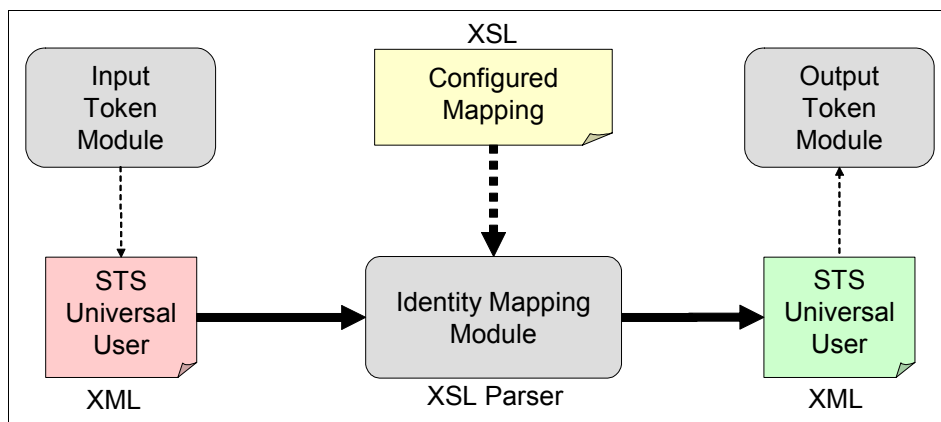 XSL
Input
Token
Module
Configured
Mapping
Output
Token
Module
STS
Universal
User
XML
Identity Mapping
Module
XSL Parser
STS
Universal
User
XML